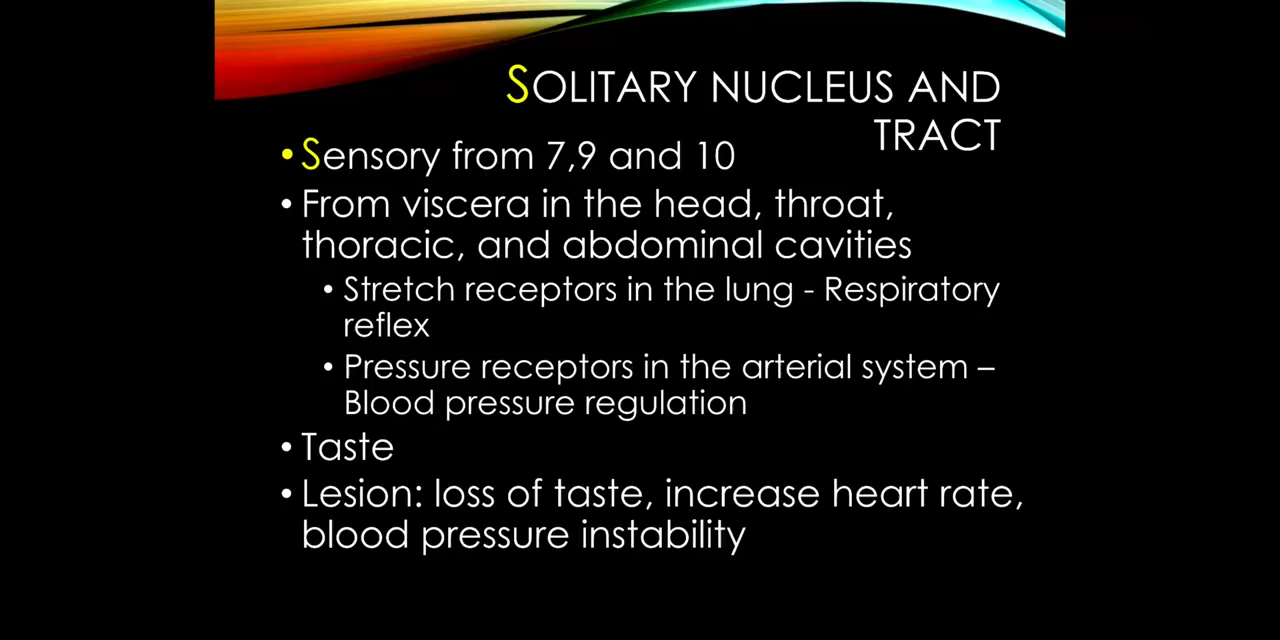 SOLITARY NUCLEUS AND
TRACT
• Sensory from 7,9 and 10
• From viscera in the head, throat,
thoracic, and abdominal cavities
• Stretch receptors in the lung - Respiratory
reflex
• Pressure receptors in the arterial system –
Blood pressure regulation
• Taste
• Lesion: loss of taste, increase heart rate,
blood pressure instability